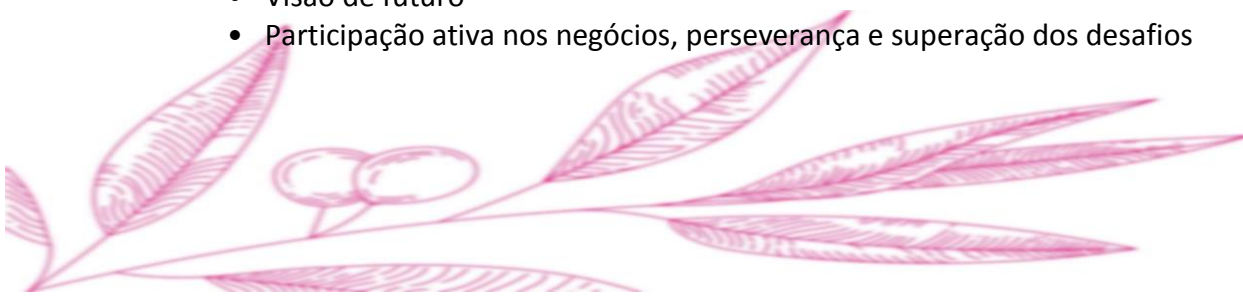 • Visão de futuro
• Participação ativa nos negócios, perseverança e superação dos desafios